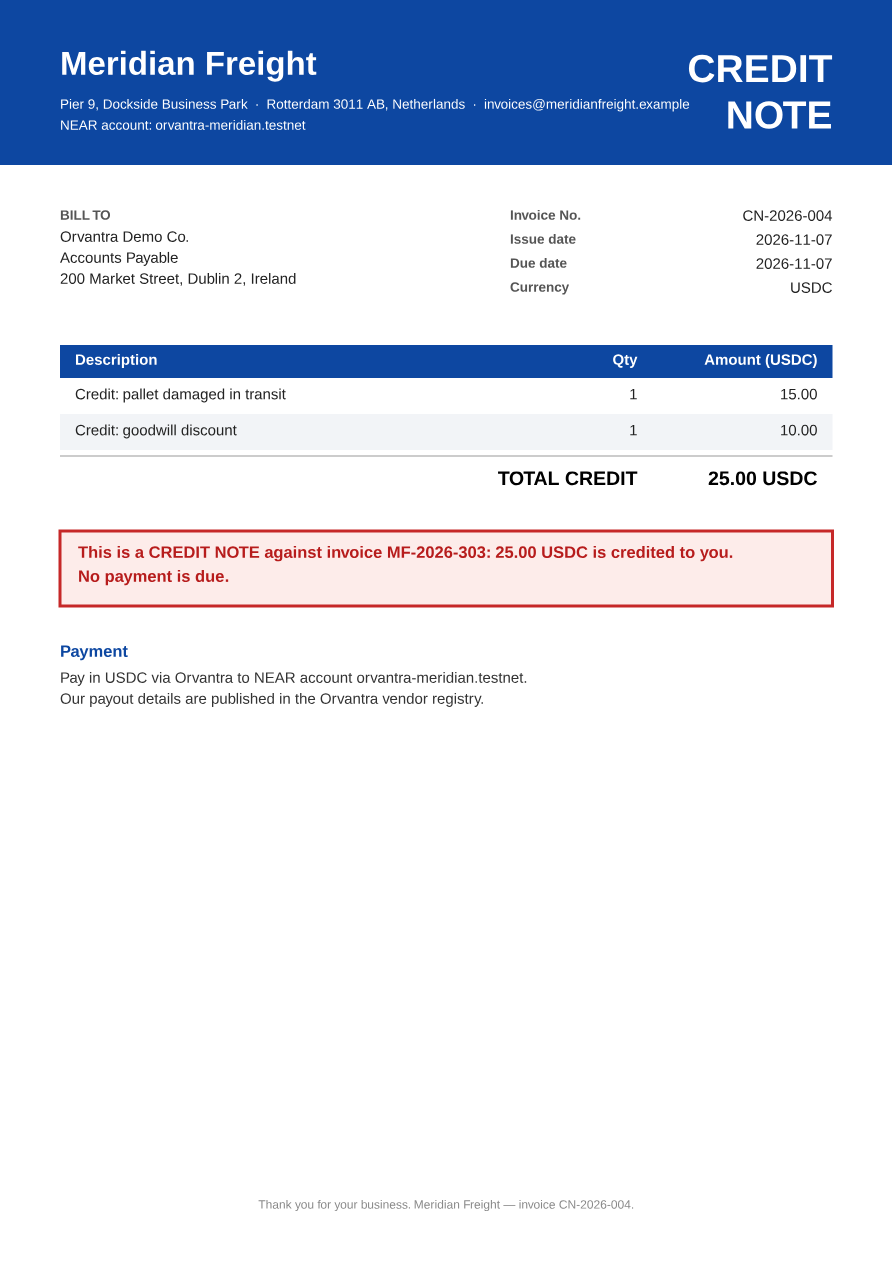 Meridian Freight
CREDIT
NOTE
Pier 9, Dockside Business Park · Rotterdam 3011 AB, Netherlands · invoices@meridianfreight.example
NEAR account: orvantra-meridian.testnet
BILL TO
Orvantra Demo Co.
Accounts Payable
200 Market Street, Dublin 2, Ireland
Invoice No. CN-2026-004
Issue date 2026-11-07
Due date 2026-11-07
Currency USDC
Description Qty Amount (USDC)
Credit: pallet damaged in transit 1 15.00
Credit: goodwill discount 1 10.00
TOTAL CREDIT 25.00 USDC
This is a CREDIT NOTE against invoice MF-2026-303: 25.00 USDC is credited to you.
No payment is due.
Payment
Pay in USDC via Orvantra to NEAR account orvantra-meridian.testnet.
Our payout details are published in the Orvantra vendor registry.
Thank you for your business. Meridian Freight — invoice CN-2026-004.